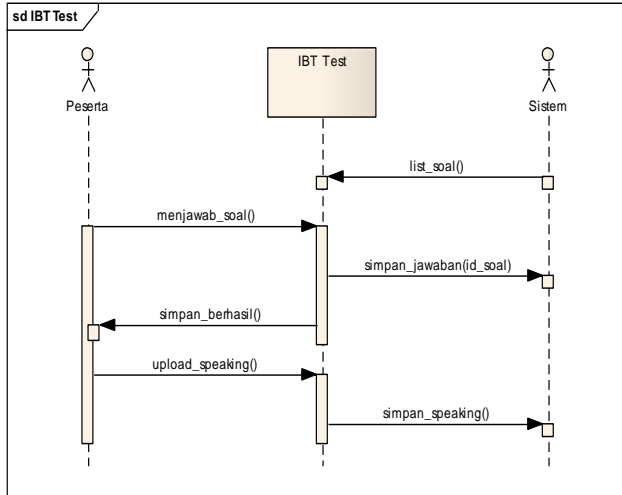 sd IBT Test
IBT Test
Peserta
Sistem
list_soal()
menjawab_soal()
simpan_jawaban(id_soal)
simpan_berhasil()
upload_speaking()
simpan_speaking()